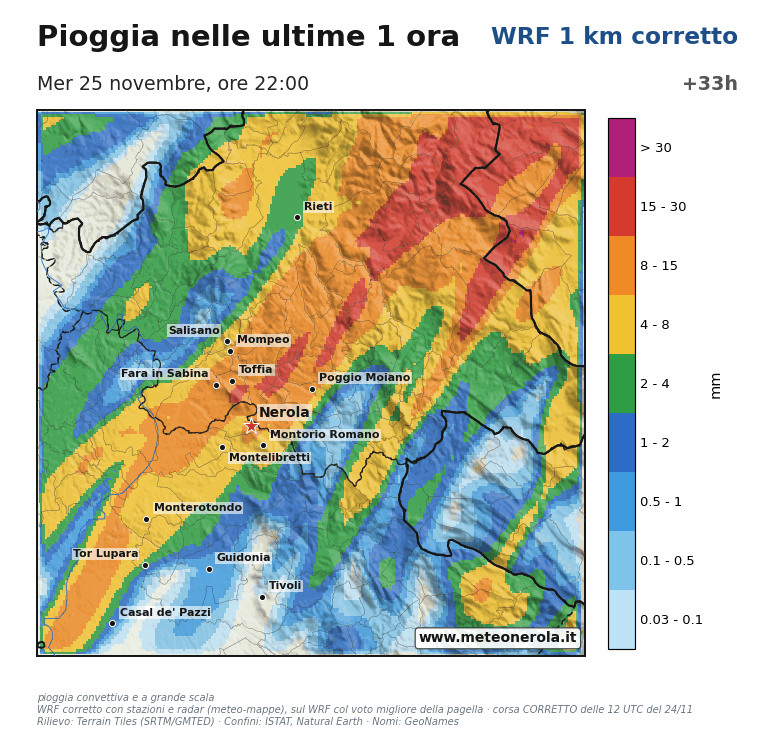 Pioggia nelle ultime 1 ora
WRF 1 km corretto
Mer 25 novembre, ore 22:00
+33h
Rieti
Salisano
Mompeo
Fara in Sabina
Toffia
Poggio Moiano
Nerola
Montorio Romano
Montelibretti
Monterotondo
Tor Lupara
Guidonia
Tivoli
Casal de' Pazzi
www.meteonerola.it
> 30
15 - 30
8 - 15
4 - 8
2 - 4
1 - 2
0.5 - 1
0.1 - 0.5
0.03 - 0.1
mm
pioggia convettiva e a grande scala
WRF corretto con stazioni e radar (meteo-mappe), sul WRF col voto migliore della pagella · corsa CORRETTO delle 12 UTC del 24/11
Rilievo: Terrain Tiles (SRTM/GMTED) · Confini: ISTAT, Natural Earth · Nomi: GeoNames